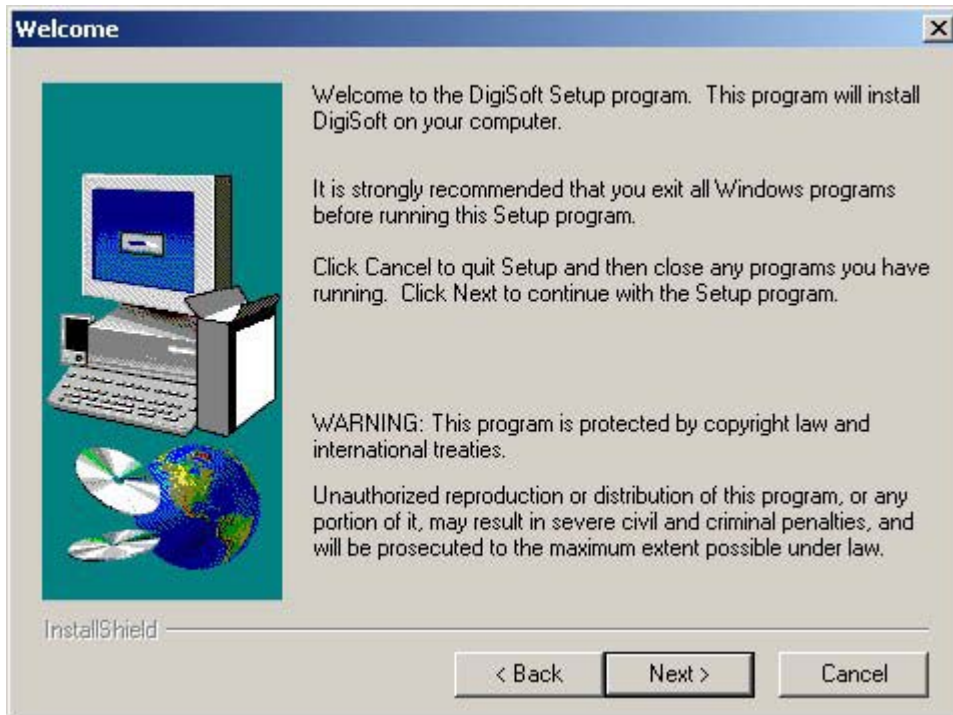 Welcome
Welcome to the DigiSoft Setup program.  This program will install
DigiSoft on your computer.
It is strongly recommended that you exit all Windows programs
before running this Setup program.
Click Cancel to quit Setup and then close any programs you have
running.  Click Next to continue with the Setup program.
WARNING: This program is protected by copyright law and
international treaties.
Unauthorized reproduction or distribution of this program, or any
portion of it, may result in severe civil and criminal penalties, and
will be prosecuted to the maximum extent possible under law.
InstallShield
< Back
Next >
Cancel